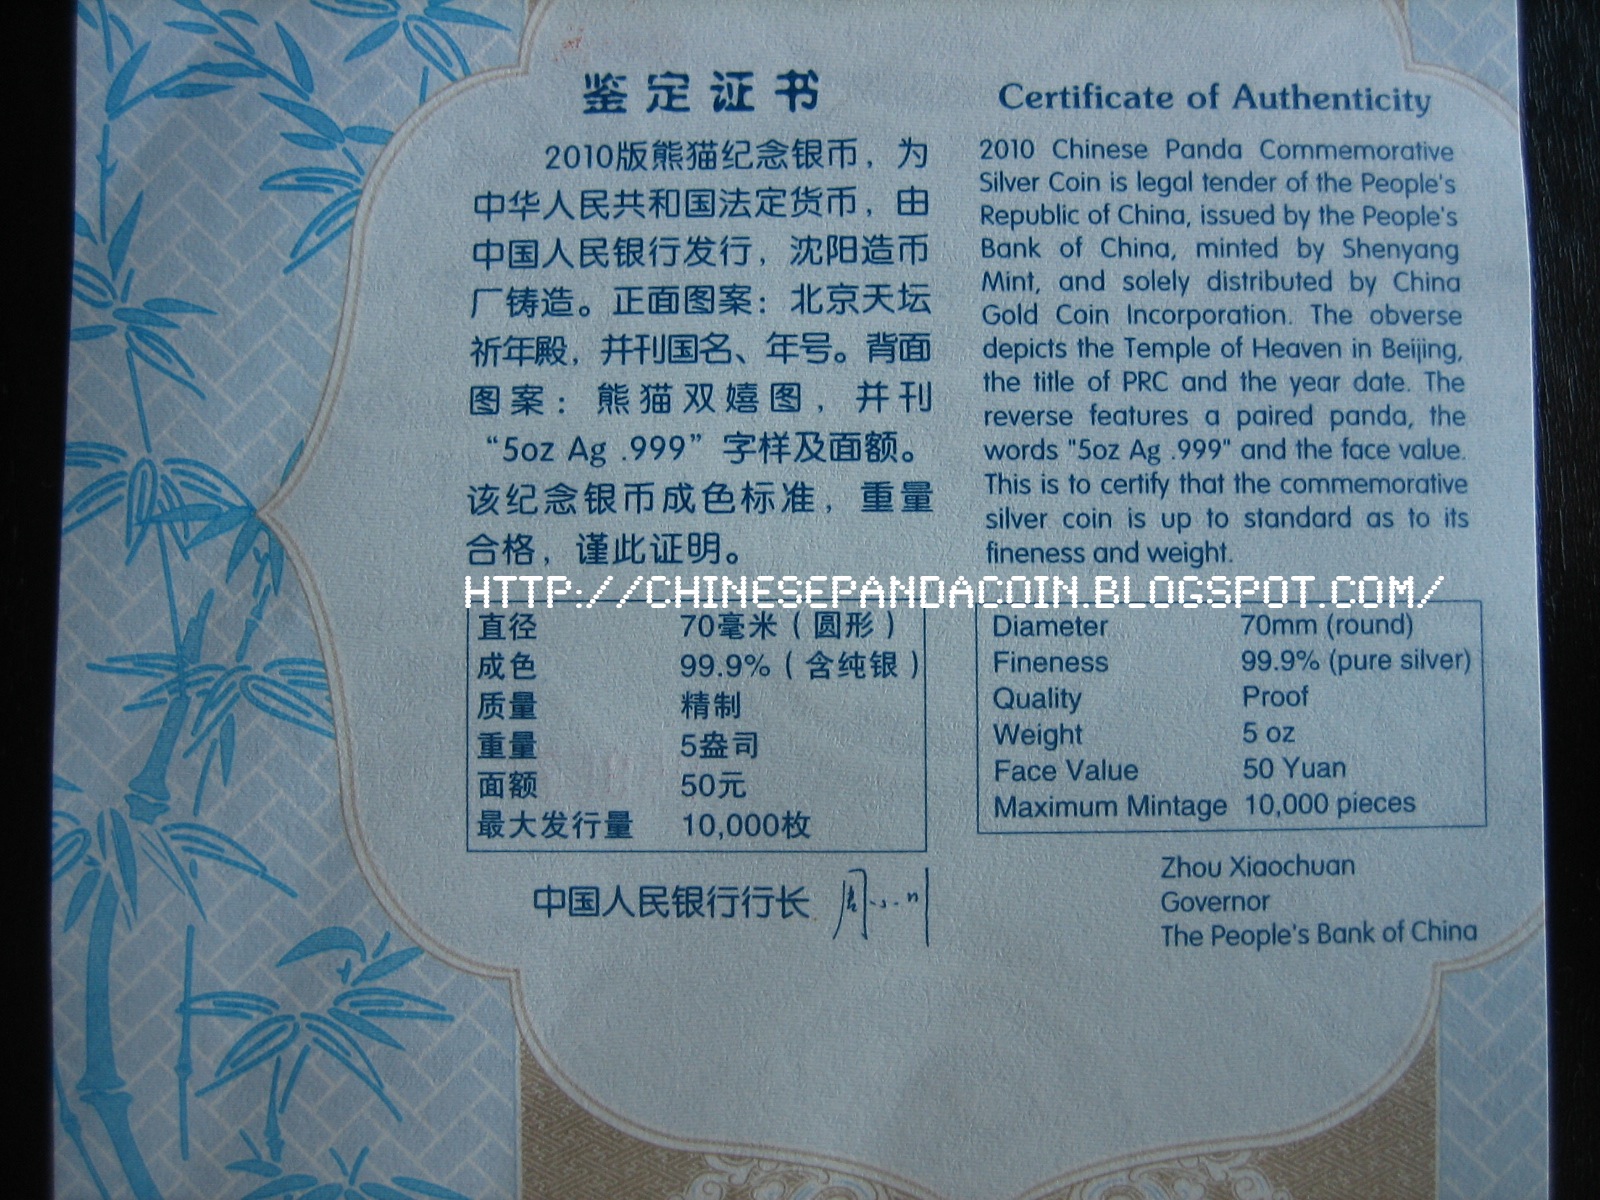 鉴定证书
2010版熊猫纪念银币，为
中华人民共和国法定货币，由
中国人民银行发行，沈阳造币
厂铸造。正面图案：北京天坛
祈年殿，并刊国名、年号。背面
图案：熊猫双嬉图，并刊
“5oz Ag .999”字样及面额。
该纪念银币成色标准，重量
合格，谨此证明。
Certificate of Authenticity
2010 Chinese Panda Commemorative
Silver Coin is legal tender of the People's
Republic of China, issued by the People's
Bank of China, minted by Shenyang
Mint, and solely distributed by China
Gold Coin Incorporation. The obverse
depicts the Temple of Heaven in Beijing,
the title of PRC and the year date. The
reverse features a paired panda, the
words "5oz Ag .999" and the face value.
This is to certify that the commemorative
silver coin is up to standard as to its
fineness and weight.
HTTP://CHINESEPANDACOIN.BLOGSPOT.COM/
直径 70毫米（圆形）
成色 99.9%（含纯银）
质量 精制
重量 5盎司
面额 50元
最大发行量 10,000枚
Diameter 70mm (round)
Fineness 99.9% (pure silver)
Quality Proof
Weight 5 oz
Face Value 50 Yuan
Maximum Mintage 10,000 pieces
中国人民银行行长 周小川
Zhou Xiaochuan
Governor
The People's Bank of China